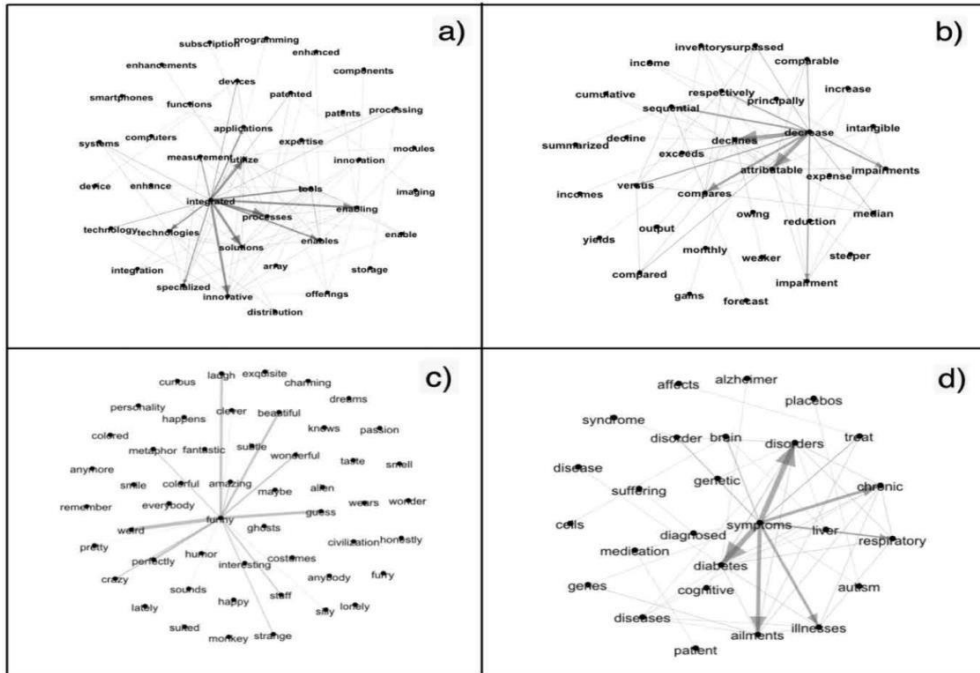 a)
programming
subscription
enhanced
enhancements
components
devices
smartphones
patented
functions
patents
processing
applications
computers
expertise
systems
modules
measurement
utilize
innovation
device
enhance
tools
imaging
integrated
enabling
processes
technology
technologies
enables
enable
solutions
integration
array
storage
specialized
innovative
offerings
distribution
b)
inventory
surpassed
comparable
income
cumulative
respectively
increase
sequential
principally
decrease
intangible
summarized
decline
declines
exceeds
attributable
impairments
incomes
versus
compares
expense
owing
reduction
median
yields
output
monthly
weaker
steeper
compared
impairment
gains
forecast
c)
laugh
exquisite
curious
charming
dreams
personality
clever
beautiful
happens
knows
passion
colored
metaphor
fantastic
subtle
wonderful
taste
smell
anymore
smile
colorful
amazing
maybe
alien
remember
everybody
wears
wonder
funny
guess
weird
ghosts
civilization
honestly
pretty
perfectly
humor
interesting
costumes
crazy
anybody
furry
sounds
staff
lately
happy
silly
lonely
suited
monkey
strange
d)
alzheimer
affects
placebos
syndrome
disorder
brain
disorders
treat
disease
genetic
chronic
suffering
symptoms
cells
diagnosed
liver
respiratory
medication
diabetes
genes
cognitive
autism
diseases
ailments
illnesses
patient